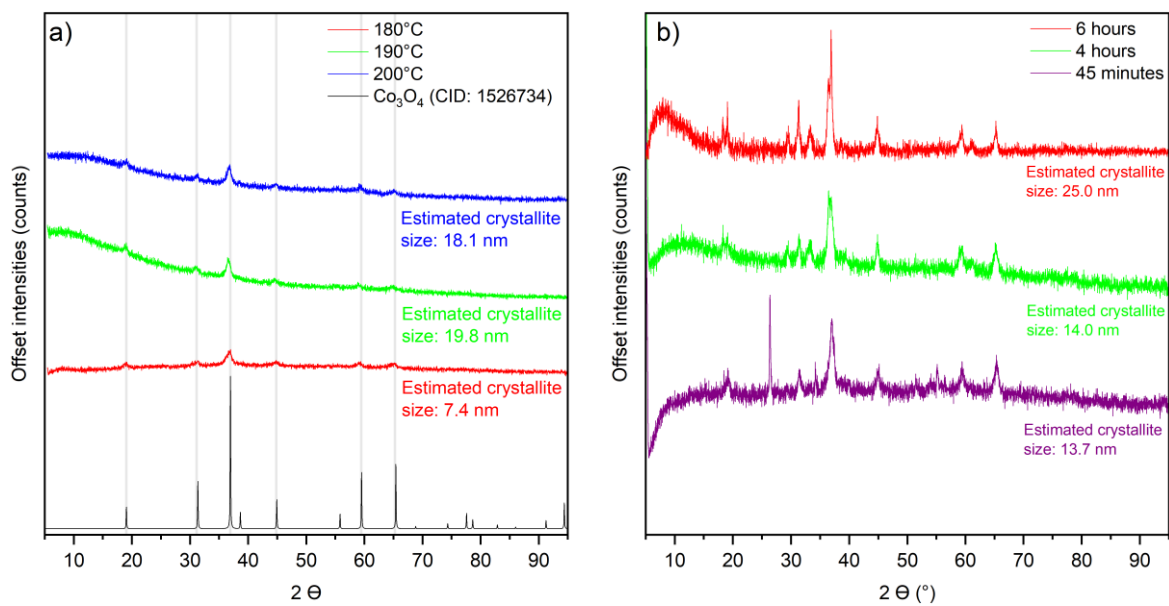 a)
180°C
190°C
200°C
Co₃O₄ (CID: 1526734)
Estimated crystallite
size: 18.1 nm
Estimated crystallite
size: 19.8 nm
Estimated crystallite
size: 7.4 nm
Offset intensities (counts)
10 20 30 40 50 60 70 80 90
2 Θ
b)
6 hours
4 hours
45 minutes
Estimated crystallite
size: 25.0 nm
Estimated crystallite
size: 14.0 nm
Estimated crystallite
size: 13.7 nm
Offset intensities (counts)
10 20 30 40 50 60 70 80 90
2 Θ (°)